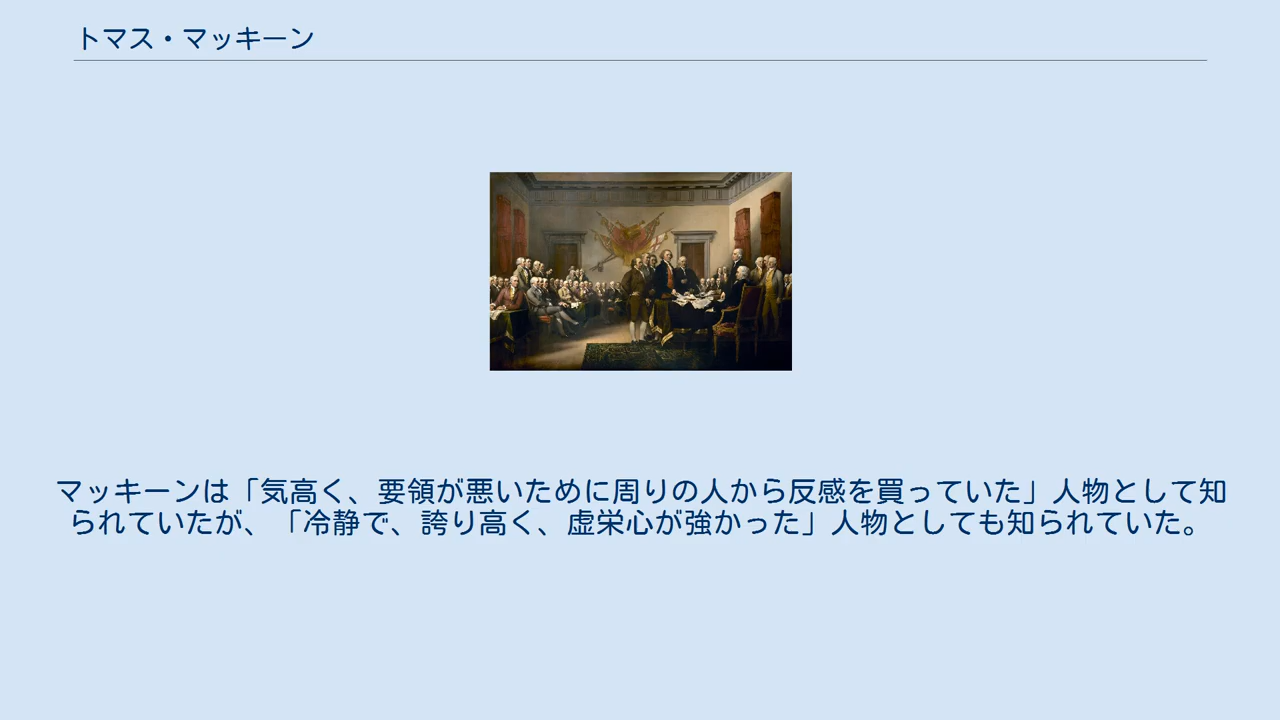 トマス・マッキーン
マッキーンは「気高く、要領が悪いために周りの人から反感を買っていた」人物として知
られていたが、「冷静で、誇り高く、虚栄心が強かった」人物としても知られていた。